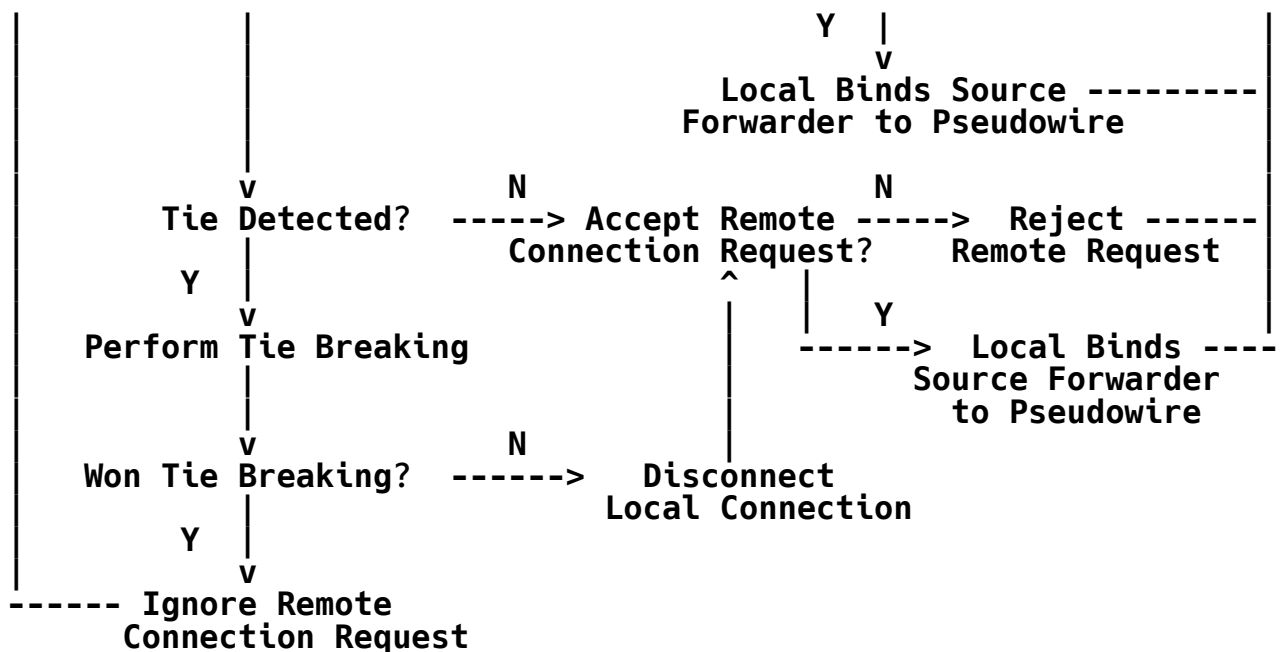 Y
v
Local Binds Source ---------
Forwarder to Pseudowire
v N N
Tie Detected? -----> Accept Remote -----> Reject ------
Connection Request? Remote Request
Y ^
v Y
Perform Tie Breaking ------> Local Binds ----
Source Forwarder
to Pseudowire
v N
Won Tie Breaking? ------> Disconnect
Local Connection
Y
v
------ Ignore Remote
Connection Request